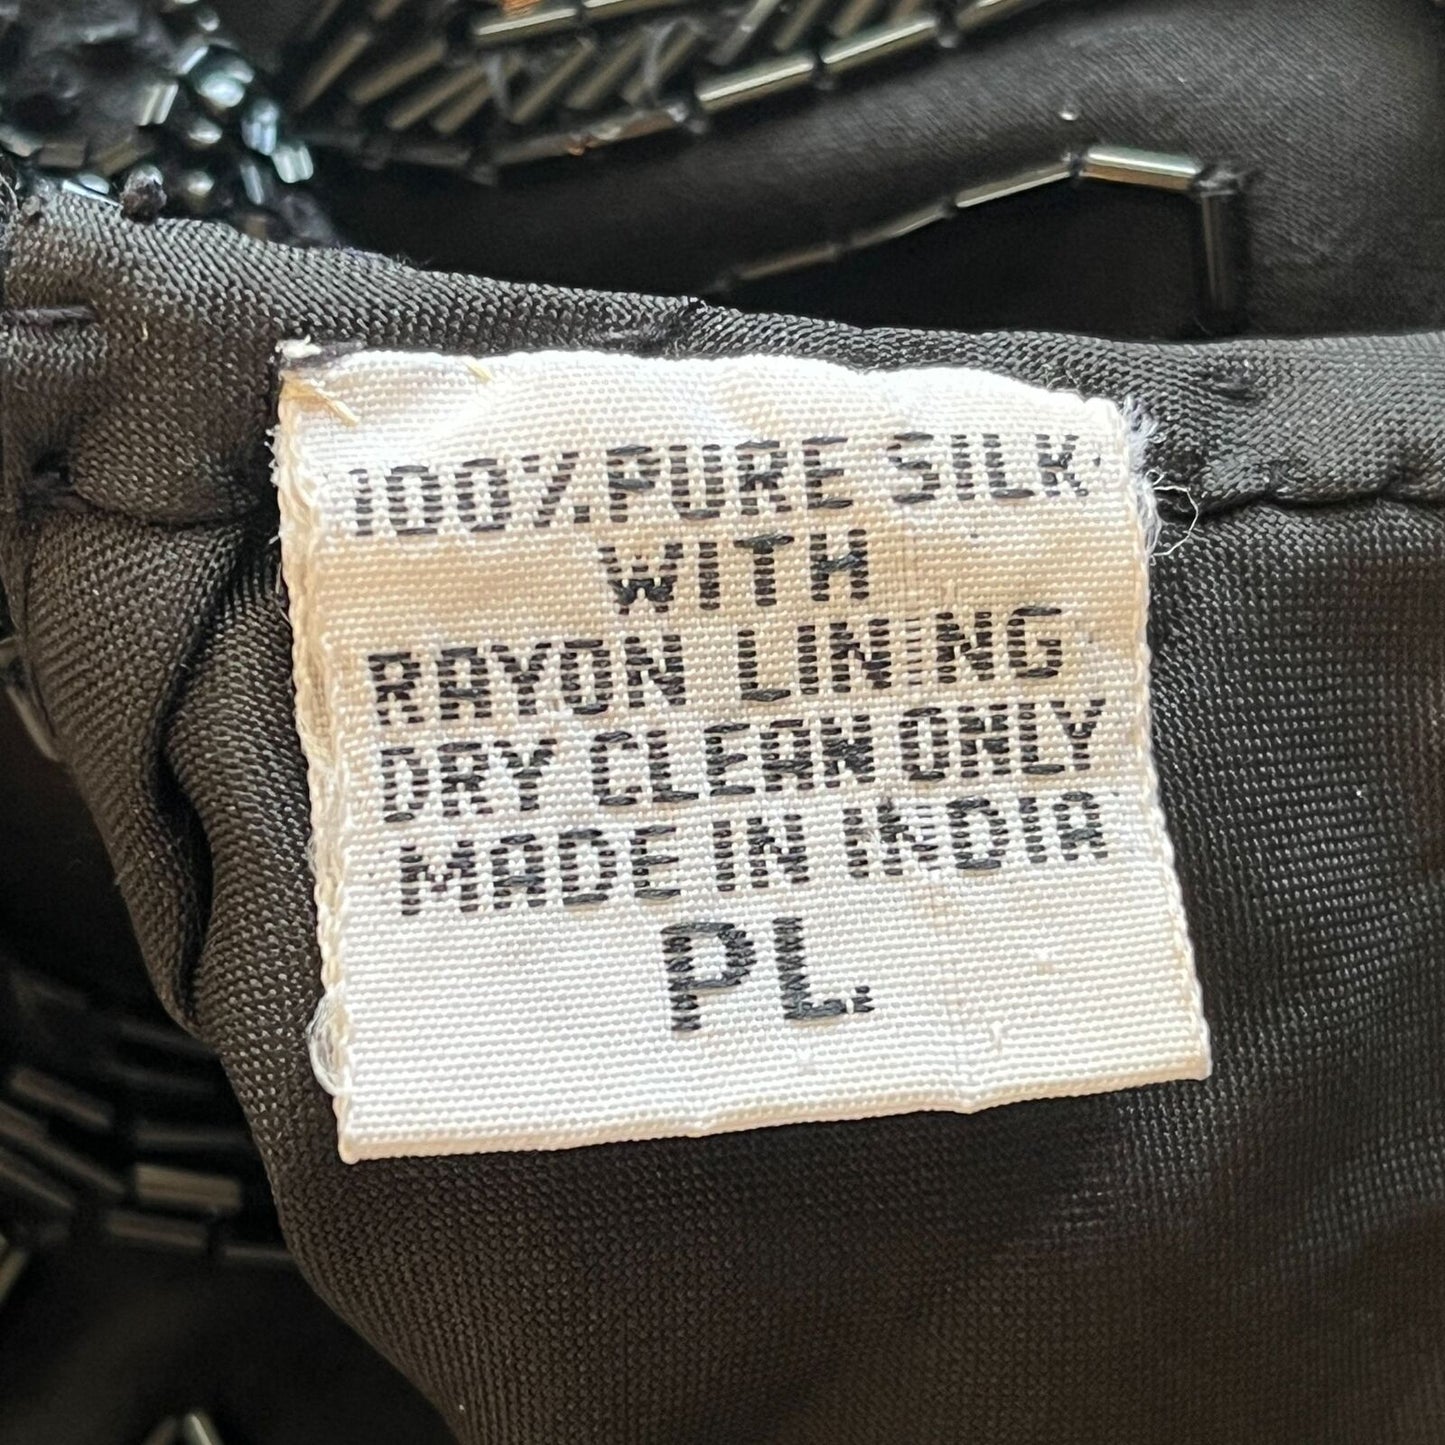 100% PURE SILK
WITH
RAYON LINING
DRY CLEAN ONLY
MADE IN INDIA
PL.